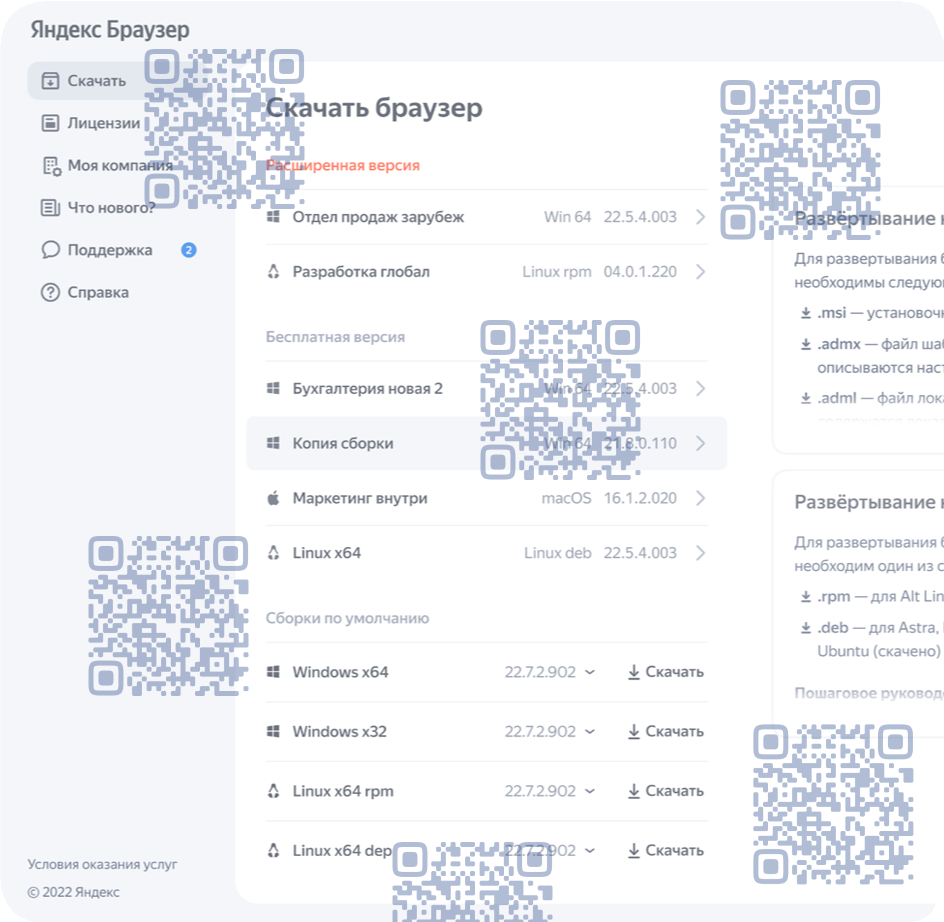 Яндекс Браузер
Скачать
Лицензии
Моя компания
Что нового?
Поддержка 2
Справка
Условия оказания услуг
© 2022 Яндекс
Скачать браузер
Расширенная версия
Отдел продаж зарубеж Win 64 22.5.4.003
Разработка глобал Linux rpm 04.0.1.220
Бесплатная версия
Бухгалтерия новая 2 Win 64 22.5.4.003
Копия сборки Win 64 21.8.0.110
Маркетинг внутри macOS 16.1.2.020
Linux x64 Linux deb 22.5.4.003
Сборки по умолчанию
Windows x64 22.7.2.902 Скачать
Windows x32 22.7.2.902 Скачать
Linux x64 rpm 22.7.2.902 Скачать
Linux x64 dep 22.7.2.902 Скачать
Развёртывание
Для развертывания
необходимы следую
.msi — установоч
.admx — файл ша
описываются наст
.adml — файл лока
Развёртывание
Для развертывания
необходим один из с
.rpm — для Alt Lin
.deb — для Astra,
Ubuntu (скачено)
Пошаговое руковод